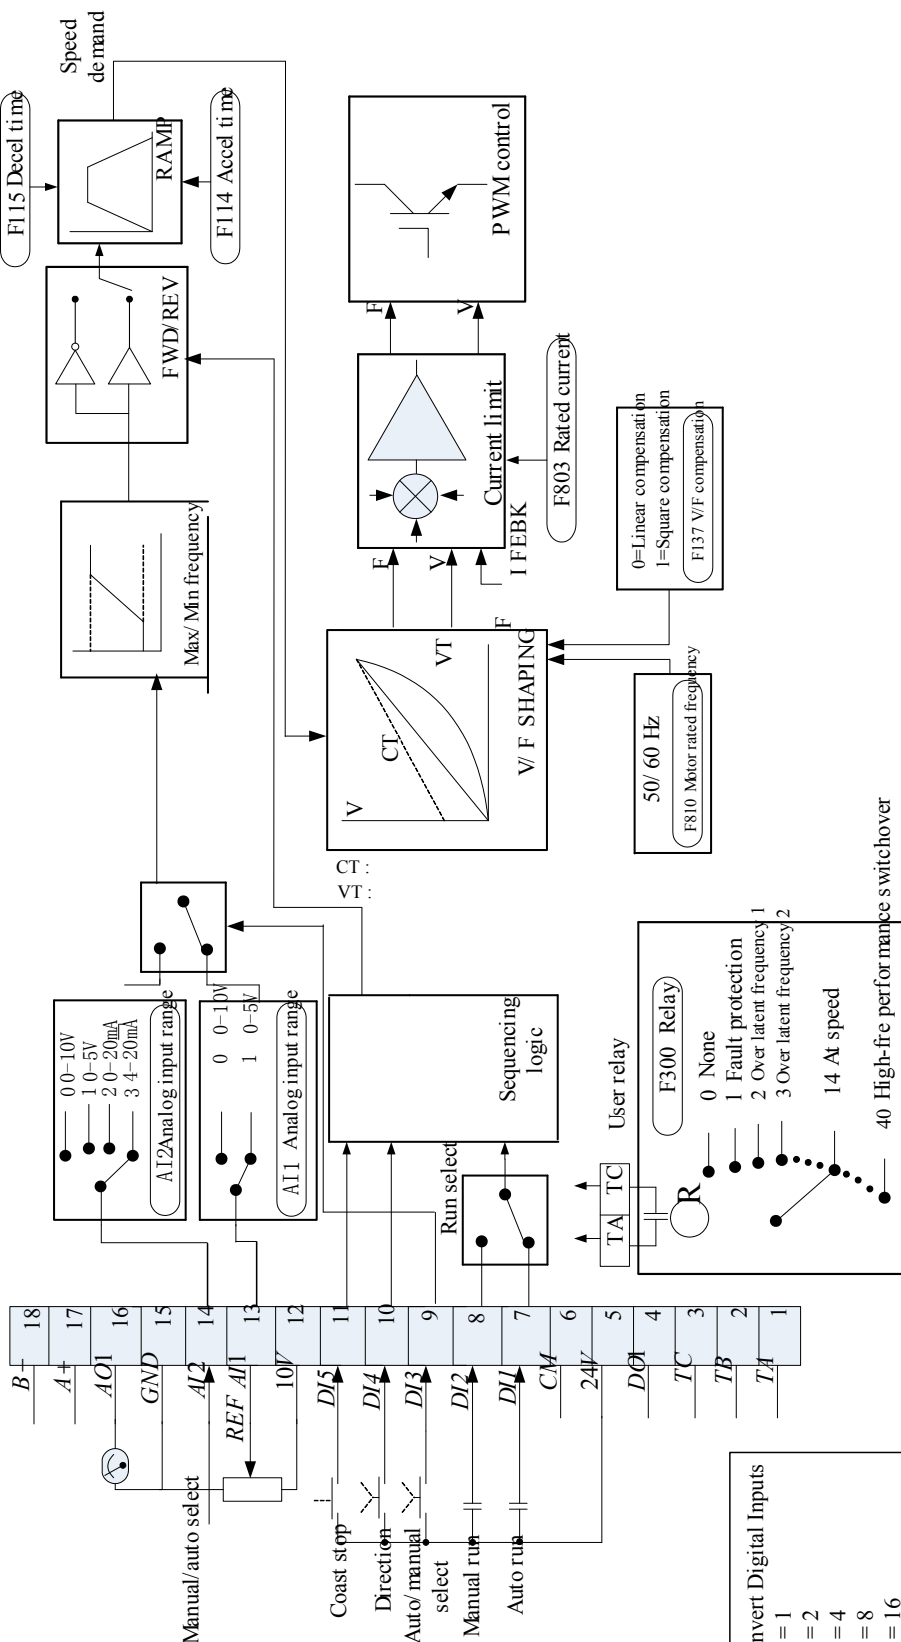 B−
A+
AO1
GND
AI2
AI1
REF
10V
DI5
DI4
DI3
DI2
DI1
CM
24V
DO1
TC
TB
TA
18
17
16
15
14
13
12
11
10
9
8
7
6
5
4
3
2
1
Manual/auto select
Coast stop
Direction
Auto/manual
select
Manual run
Auto run
0 0-10V
1 0-5V
2 0-20mA
3 4-20mA
AI2 Analog input range
0 0-10V
1 0-5V
AI1 Analog input range
Run select
Sequencing
logic
Max/Min frequency
FWD/REV
F115 Decel time
RAMP
F114 Accel time
Speed
demand
V
CT
VT
F
V/F SHAPING
CT :
VT :
F
V
I FEBK
Current limit
F803 Rated current
F
V
PWM control
50/60 Hz
F810 Motor rated frequency
0=Linear compensation
1=Square compensation
F137 V/F compensation
User relay
TA
TC
R
F300 Relay
0 None
1 Fault protection
2 Over latent frequency 1
3 Over latent frequency 2
14 At speed
40 High-fre performance switchover
nvert Digital Inputs
= 1
= 2
= 4
= 8
= 16